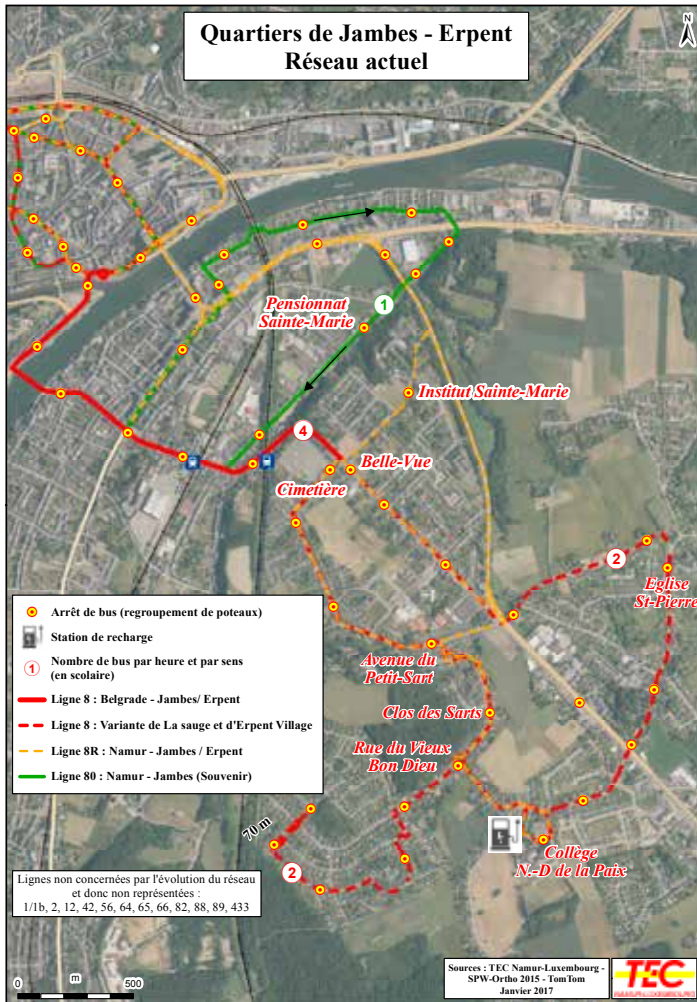 Quartiers de Jambes - Erpent
Réseau actuel
N
Pensionnat
Sainte-Marie
1
Institut Sainte-Marie
4
Belle-Vue
Cimetière
2
Eglise
St-Pierre
Avenue du
Petit-Sart
Clos des Sarts
Rue du Vieux
Bon Dieu
70 m
2
Collège
N.-D de la Paix
Arrêt de bus (regroupement de poteaux)
Station de recharge
1
Nombre de bus par heure et par sens
(en scolaire)
Ligne 8 : Belgrade - Jambes/ Erpent
Ligne 8 : Variante de La sauge et d'Erpent Village
Ligne 8R : Namur - Jambes / Erpent
Ligne 80 : Namur - Jambes (Souvenir)
Lignes non concernées par l'évolution du réseau
et donc non représentées :
1/1b, 2, 12, 42, 56, 64, 65, 66, 82, 88, 89, 433
0
m
500
Sources : TEC Namur-Luxembourg -
SPW-Ortho 2015 - TomTom
Janvier 2017
TEC
NAMUR-LUXEMBOURG